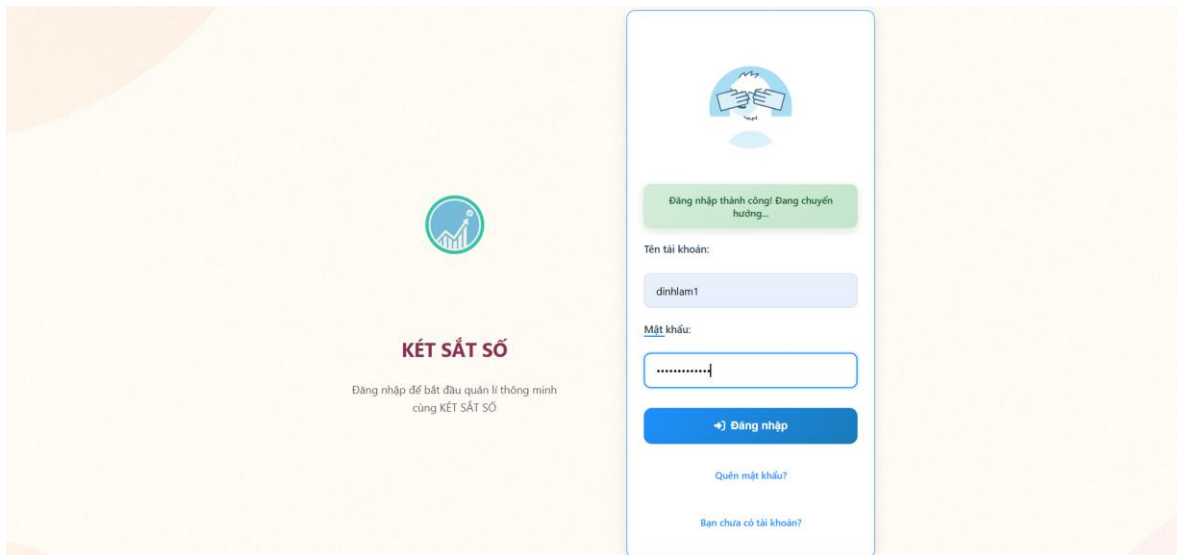 KÉT SẮT SỐ
Đăng nhập để bắt đầu quản lí thông minh
cùng KÉT SẮT SỐ
Đăng nhập thành công! Đang chuyển
hướng...
Tên tài khoản:
dinhlam1
Mật khẩu:
•••••••••••••
Đăng nhập
Quên mật khẩu?
Bạn chưa có tài khoản?